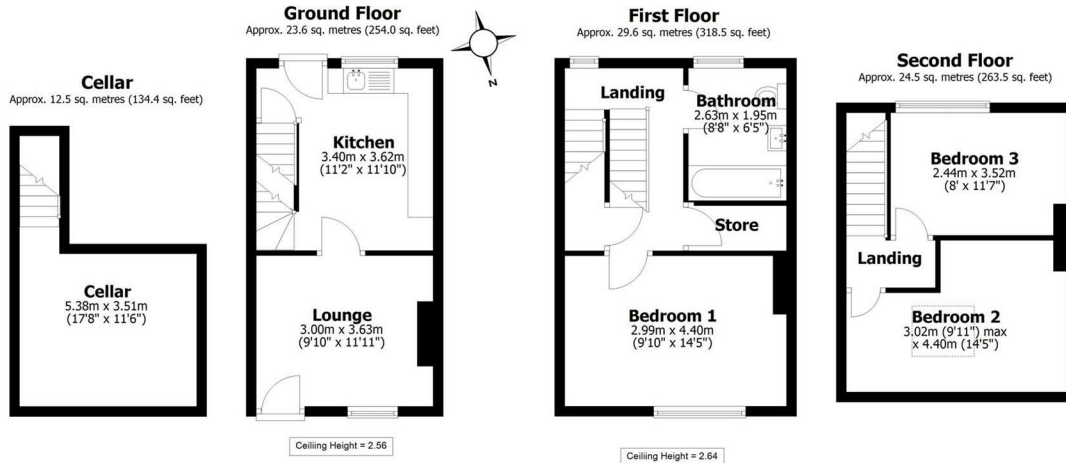 Cellar
Approx. 12.5 sq. metres (134.4 sq. feet)
Cellar
5.38m x 3.51m
(17'8" x 11'6")
Ground Floor
Approx. 23.6 sq. metres (254.0 sq. feet)
Kitchen
3.40m x 3.62m
(11'2" x 11'10")
Lounge
3.00m x 3.63m
(9'10" x 11'11")
Ceiliing Height = 2.56
N
First Floor
Approx. 29.6 sq. metres (318.5 sq. feet)
Landing
Bathroom
2.63m x 1.95m
(8'8" x 6'5")
Store
Bedroom 1
2.99m x 4.40m
(9'10" x 14'5")
Ceiliing Height = 2.64
Second Floor
Approx. 24.5 sq. metres (263.5 sq. feet)
Bedroom 3
2.44m x 3.52m
(8' x 11'7")
Landing
Bedroom 2
3.02m (9'11") max
x 4.40m (14'5")